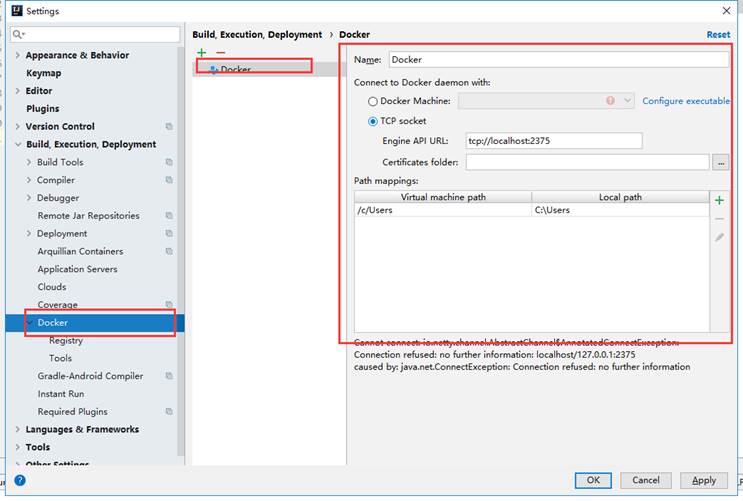 Settings
Build, Execution, Deployment › Docker
Reset
Appearance & Behavior
Keymap
Editor
Plugins
Version Control
Build, Execution, Deployment
Build Tools
Compiler
Debugger
Remote Jar Repositories
Deployment
Arquillian Containers
Application Servers
Clouds
Coverage
Docker
Registry
Tools
Gradle-Android Compiler
Instant Run
Required Plugins
Languages & Frameworks
Tools
Other Settings
Docker
Name: Docker
Connect to Docker daemon with:
Docker Machine:
Configure executable
TCP socket
Engine API URL: tcp://localhost:2375
Certificates folder:
...
Path mappings:
Virtual machine path Local path
/c/Users C:\Users
Cannot connect: io.netty.channel.AbstractChannel$AnnotatedConnectException:
Connection refused: no further information: localhost/127.0.0.1:2375
caused by: java.net.ConnectException: Connection refused: no further information
?
OK Cancel Apply